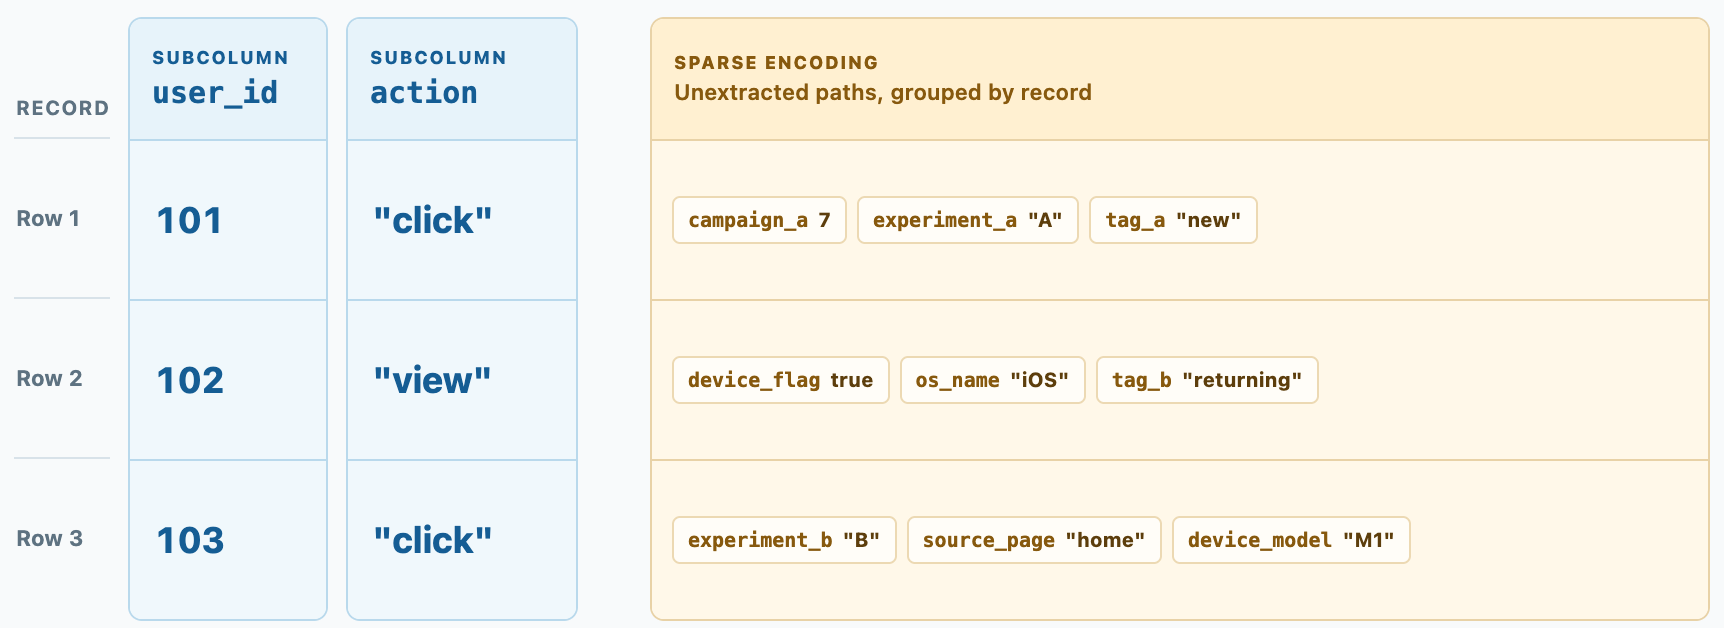 RECORD
SUBCOLUMN
user_id
SUBCOLUMN
action
SPARSE ENCODING
Unextracted paths, grouped by record
Row 1
101
"click"
campaign_a 7
experiment_a "A"
tag_a "new"
Row 2
102
"view"
device_flag true
os_name "iOS"
tag_b "returning"
Row 3
103
"click"
experiment_b "B"
source_page "home"
device_model "M1"